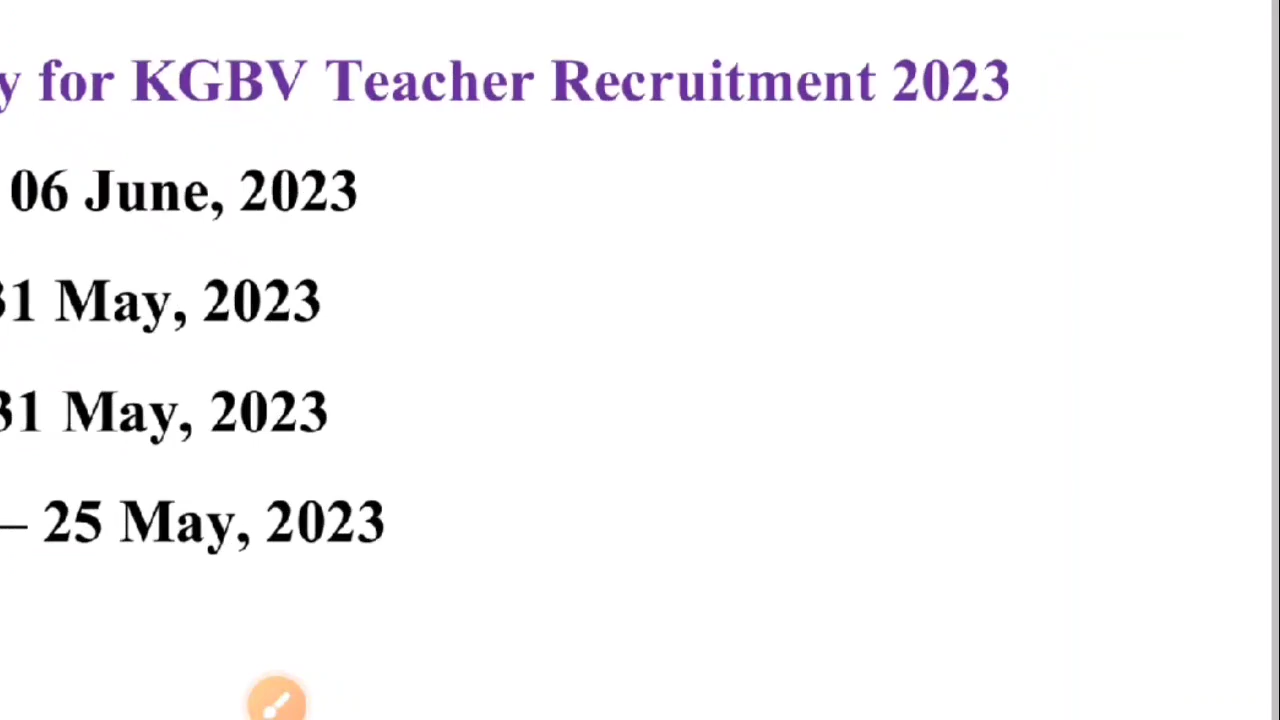 y for KGBV Teacher Recruitment 2023
06 June, 2023
31 May, 2023
31 May, 2023
– 25 May, 2023